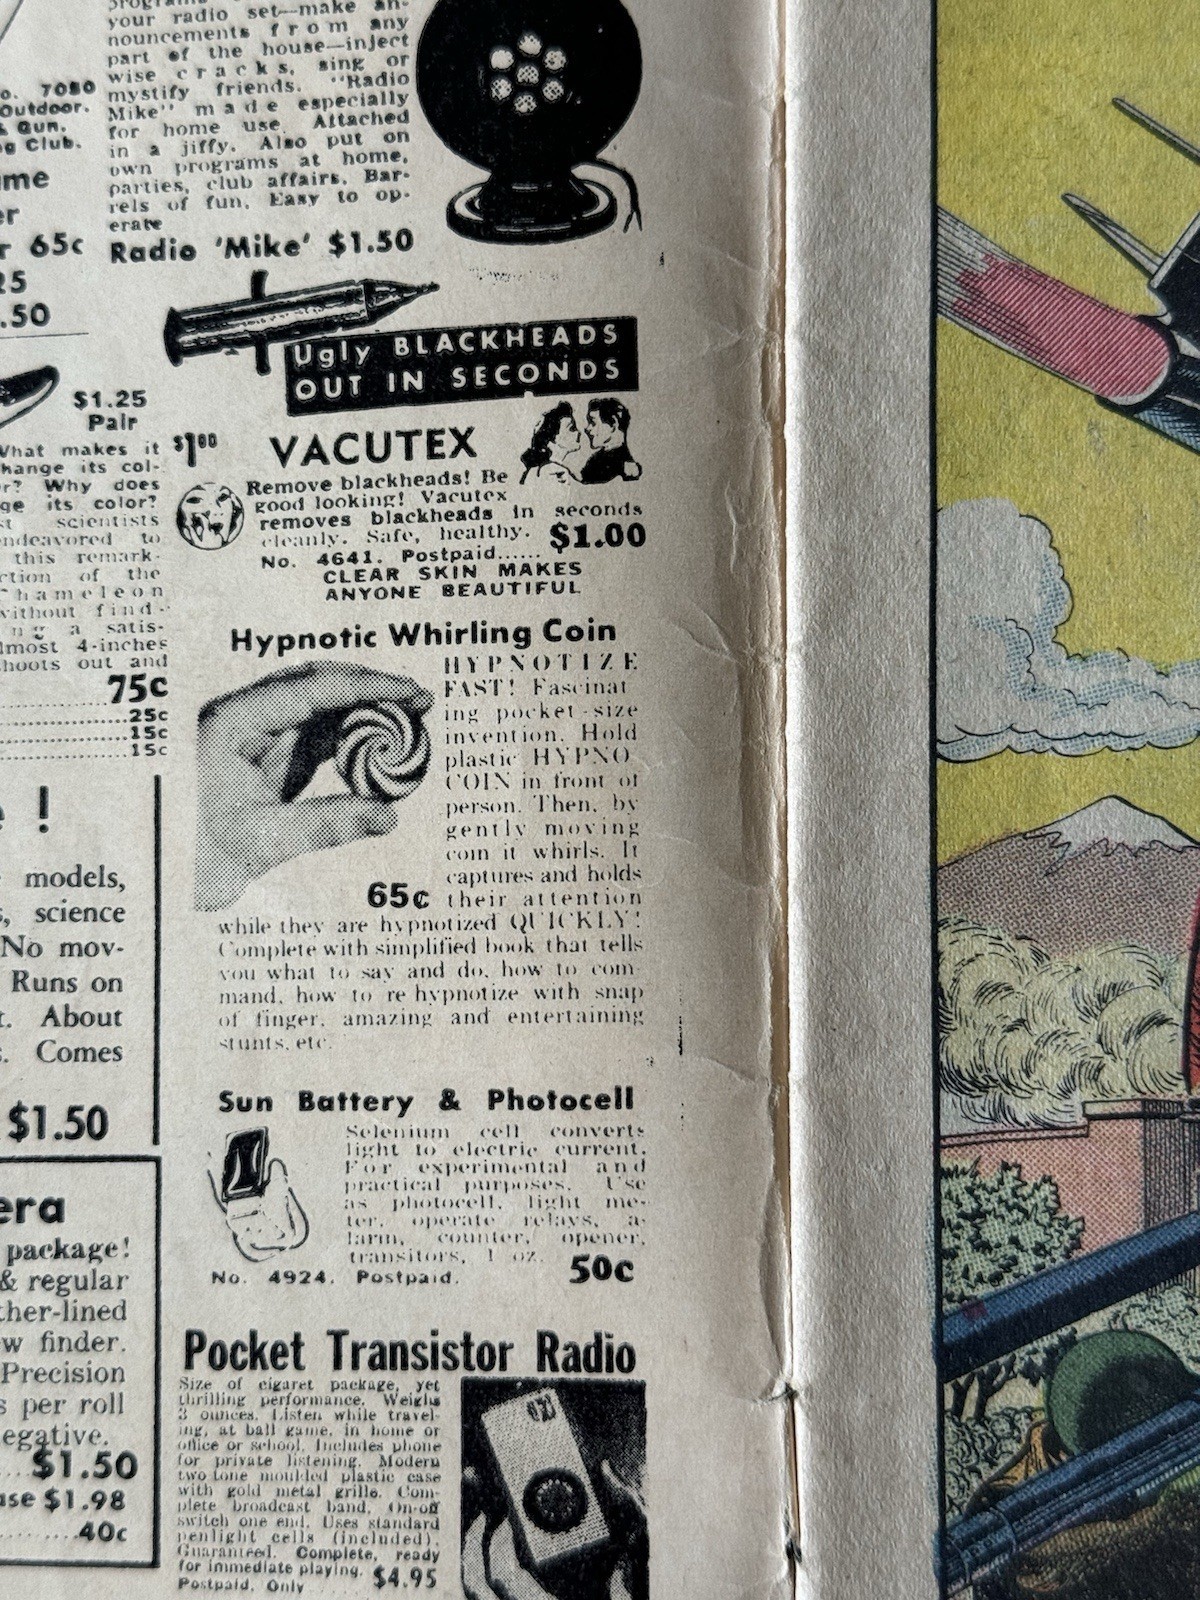 your radio set—make an-
nouncements from any
part of the house—inject
wise cracks, sing or
mystify friends. "Radio
Mike" made especially
for home use. Attached
in a jiffy. Also put on
own programs at home,
parties, club affairs. Bar-
rels of fun. Easy to op-
erate
Radio 'Mike' $1.50
o. 7080
Outdoor.
& Gun.
Club.
65c
.50
Ugly BLACKHEADS
OUT IN SECONDS
$1.00
VACUTEX
Remove blackheads! Be
good looking! Vacutex
removes blackheads in seconds
cleanly. Safe, healthy. $1.00
No. 4641. Postpaid......
CLEAR SKIN MAKES
ANYONE BEAUTIFUL
$1.25
Pair
What makes it
hange its col-
r? Why does
ge its color?
st scientists
endeavored to
this remark-
ction of the
Chameleon
without find-
ng a satis-
lmost 4-inches
hoots out and
75c
25c
15c
15c
Hypnotic Whirling Coin
HYPNOTIZE
FAST! Fascinat
ing pocket-size
invention. Hold
plastic HYPNO
COIN in front of
person. Then, by
gently moving
coin it whirls. It
captures and holds
65c their attention
while they are hypnotized QUICKLY!
Complete with simplified book that tells
you what to say and do, how to com
mand, how to re hypnotize with snap
of finger, amazing and entertaining
stunts, etc.
e !
models,
s, science
No mov-
Runs on
t. About
s. Comes
$1.50
Sun Battery & Photocell
Selenium cell converts
light to electric current.
For experimental and
practical purposes. Use
as photocell, light me-
ter, operate relays, a-
larm, counter, opener,
transitors, 1 oz.
No. 4924. Postpaid. 50c
era
package!
& regular
ther-lined
w finder.
Precision
s per roll
egative.
$1.50
ase $1.98
40c
Pocket Transistor Radio
Size of cigaret package, yet
thrilling performance. Weighs
3 ounces. Listen while travel-
ing, at ball game, in home or
office or school. Includes phone
for private listening. Modern
two tone moulded plastic case
with gold metal grille. Com-
plete broadcast band. On-off
switch one end. Uses standard
penlight cells (included).
Guaranteed. Complete, ready
for immediate playing.
Postpaid, Only $4.95